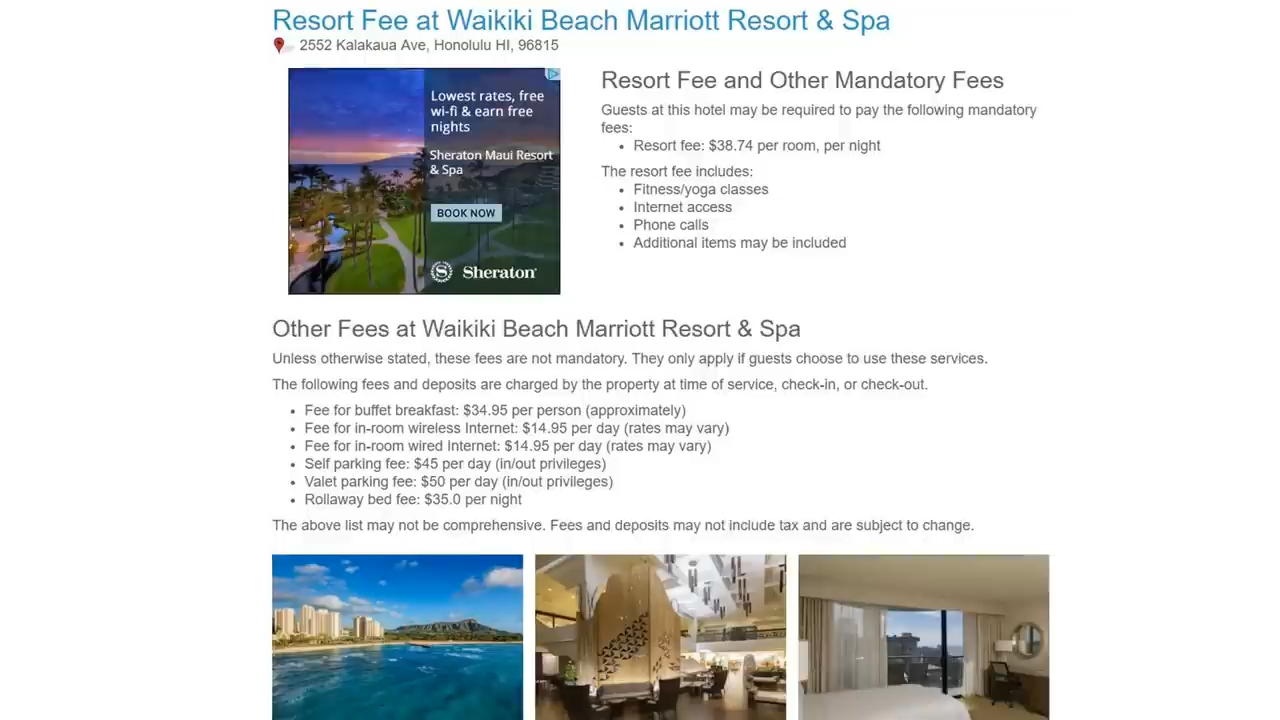 Resort Fee at Waikiki Beach Marriott Resort & Spa
2552 Kalakaua Ave, Honolulu HI, 96815
Lowest rates, free
wi-fi & earn free
nights
Sheraton Maui Resort
& Spa
BOOK NOW
S
Sheraton
Resort Fee and Other Mandatory Fees
Guests at this hotel may be required to pay the following mandatory
fees:
• Resort fee: $38.74 per room, per night
The resort fee includes:
• Fitness/yoga classes
• Internet access
• Phone calls
• Additional items may be included
Other Fees at Waikiki Beach Marriott Resort & Spa
Unless otherwise stated, these fees are not mandatory. They only apply if guests choose to use these services.
The following fees and deposits are charged by the property at time of service, check-in, or check-out.
• Fee for buffet breakfast: $34.95 per person (approximately)
• Fee for in-room wireless Internet: $14.95 per day (rates may vary)
• Fee for in-room wired Internet: $14.95 per day (rates may vary)
• Self parking fee: $45 per day (in/out privileges)
• Valet parking fee: $50 per day (in/out privileges)
• Rollaway bed fee: $35.0 per night
The above list may not be comprehensive. Fees and deposits may not include tax and are subject to change.